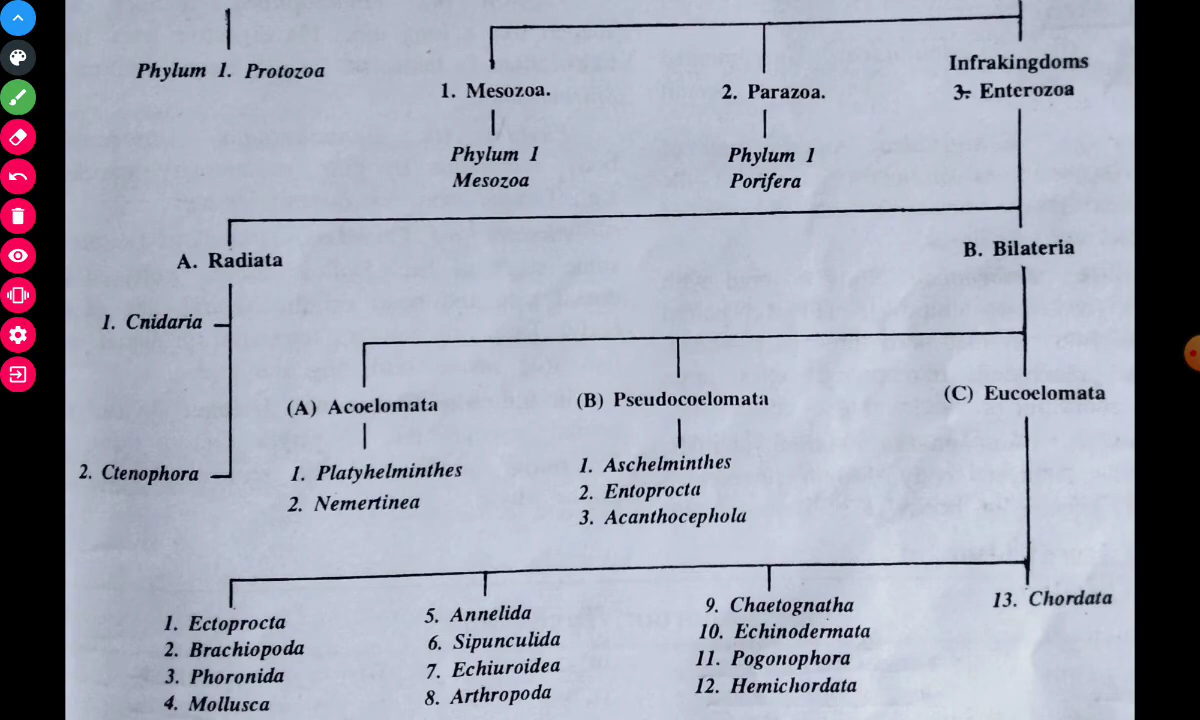 Phylum 1. Protozoa
1. Mesozoa.
2. Parazoa.
Infrakingdoms
3. Enterozoa
Phylum 1
Mesozoa
Phylum 1
Porifera
A. Radiata
B. Bilateria
1. Cnidaria
2. Ctenophora
(A) Acoelomata
(B) Pseudocoelomata
(C) Eucoelomata
1. Platyhelminthes
2. Nemertinea
1. Aschelminthes
2. Entoprocta
3. Acanthocephola
1. Ectoprocta
2. Brachiopoda
3. Phoronida
4. Mollusca
5. Annelida
6. Sipunculida
7. Echiuroidea
8. Arthropoda
9. Chaetognatha
10. Echinodermata
11. Pogonophora
12. Hemichordata
13. Chordata